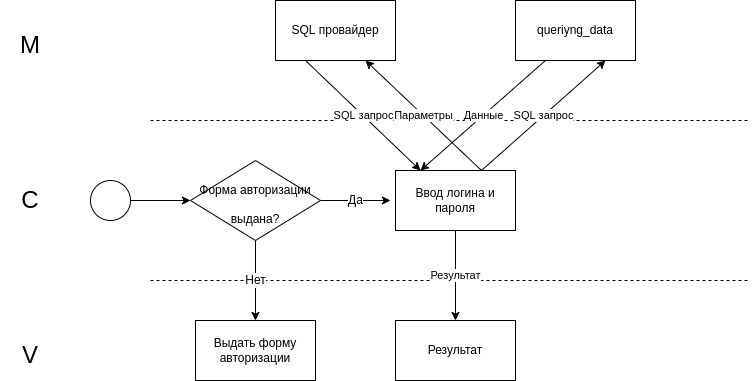 M
SQL провайдер
queriyng_data
SQL запрос
Параметры
Данные
SQL запрос
C
Форма авторизации
выдана?
Да
Ввод логина и
пароля
Нет
Результат
V
Выдать форму
авторизации
Результат